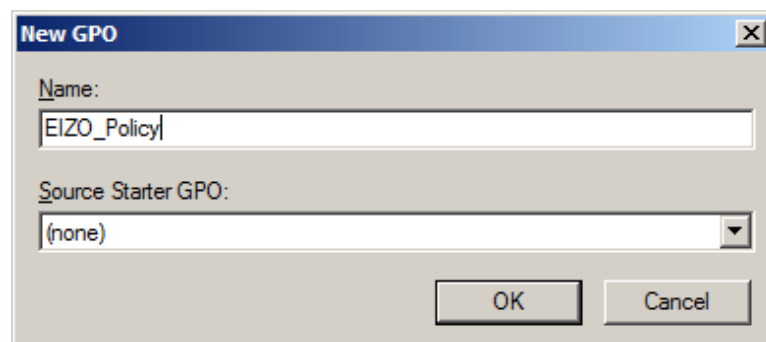 New GPO
Name:
EIZO_Policy
Source Starter GPO:
(none)
OK Cancel